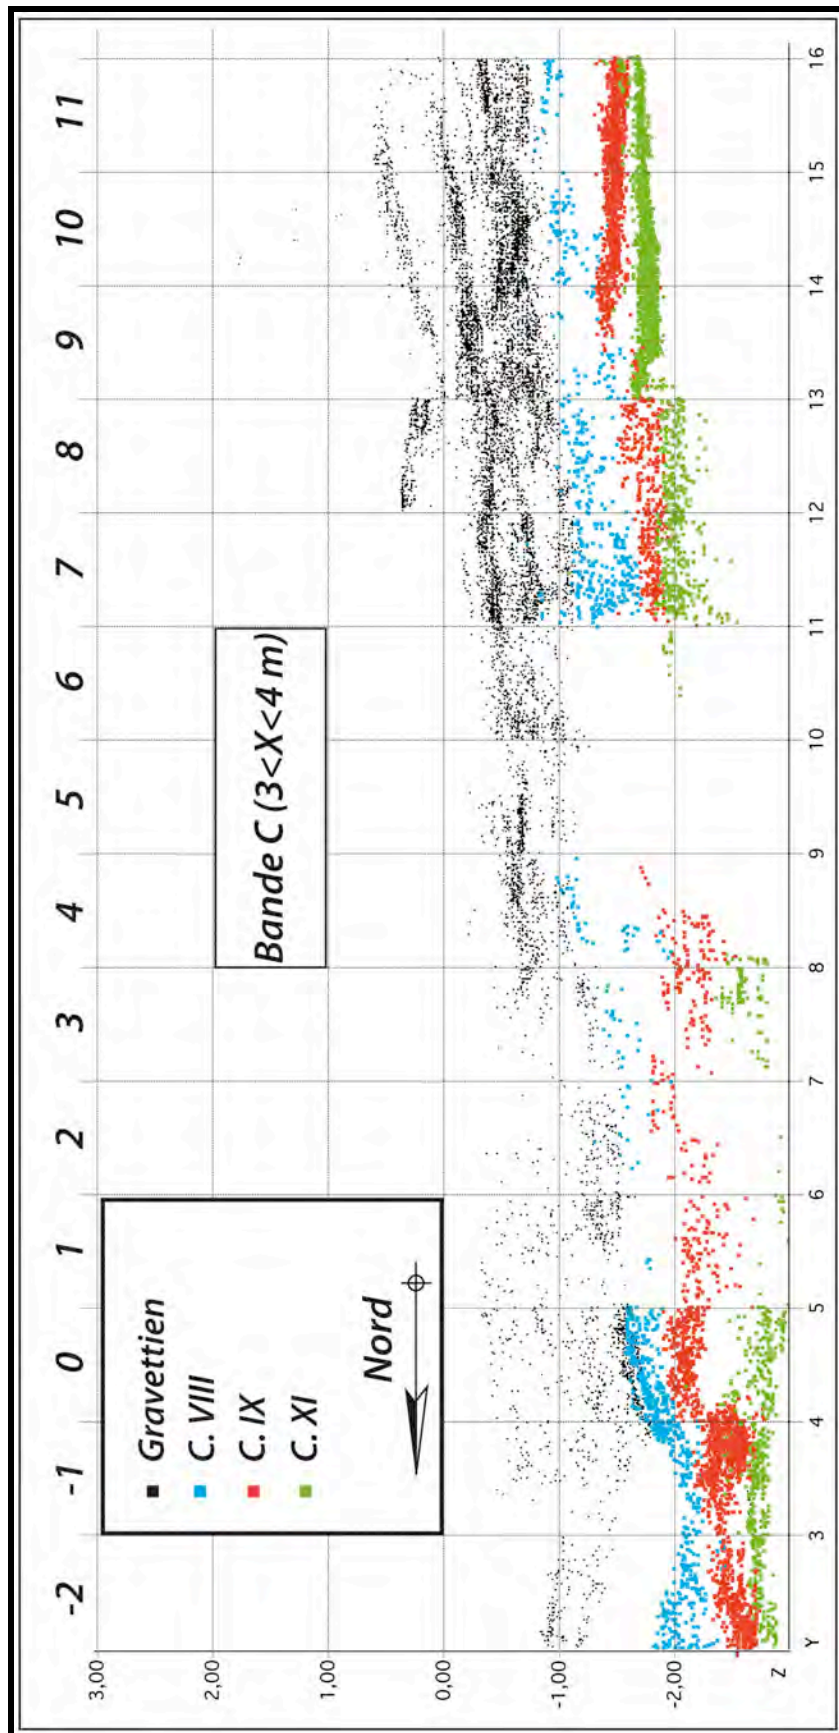 -2 -1 0 1 2 3 4 5 6 7 8 9 10 11
3,00
2,00
1,00
0,00
-1,00
-2,00
Z
Bande C (3<X<4 m)
Gravettien
C. VIII
C. IX
C. XI
Nord
Y 3 4 5 6 7 8 9 10 11 12 13 14 15 16